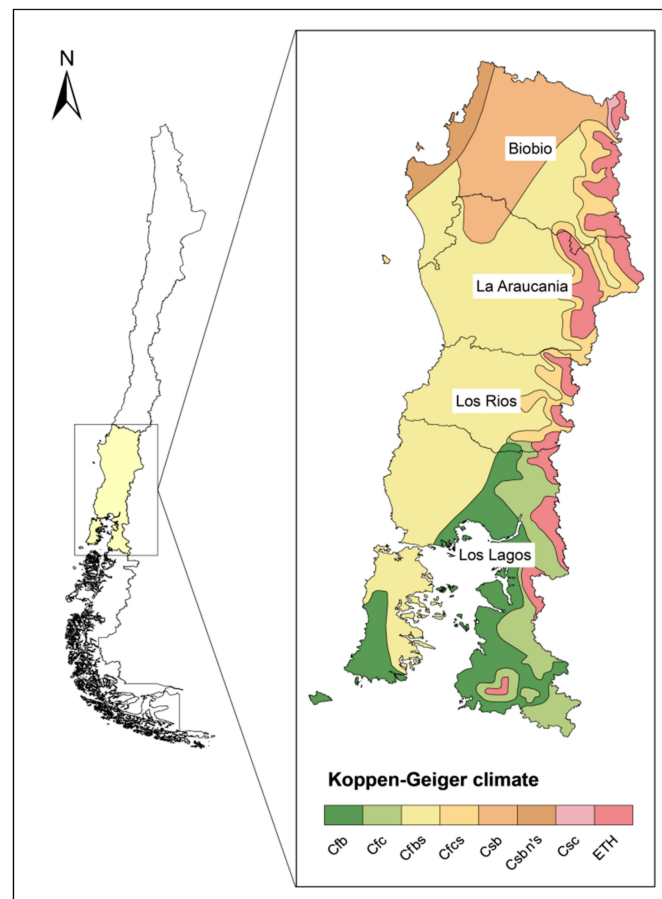 N
Biobio
La Araucania
Los Rios
Los Lagos
Koppen-Geiger climate
Cfb
Cfc
Cfbs
Cfcs
Csb
Csbn's
Csc
ETH